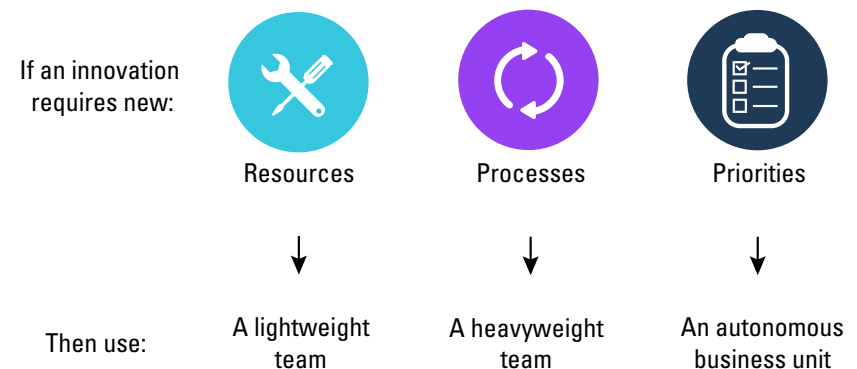 If an innovation
requires new:
Resources
Processes
Priorities
Then use:
A lightweight
team
A heavyweight
team
An autonomous
business unit